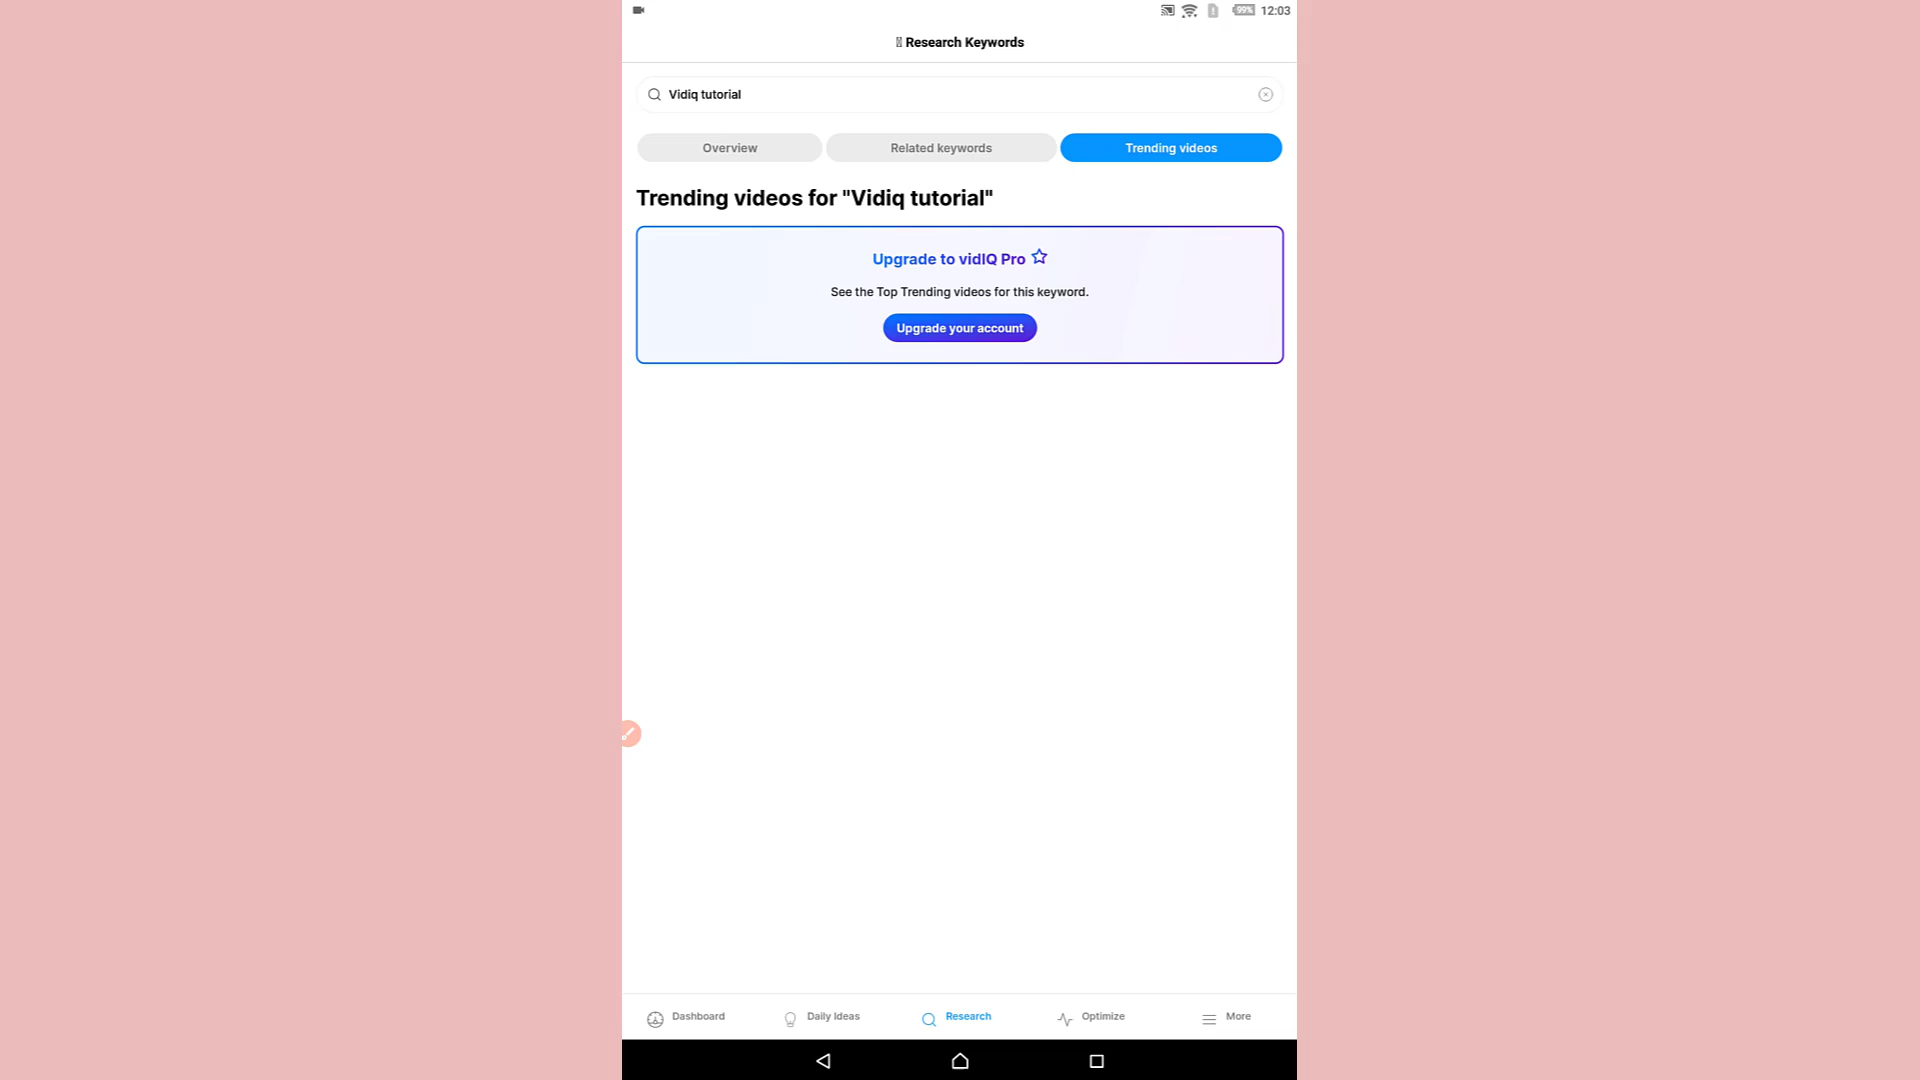 99% 12:03
Research Keywords
Vidiq tutorial
Overview Related keywords Trending videos
Trending videos for "Vidiq tutorial"
Upgrade to vidIQ Pro
See the Top Trending videos for this keyword.
Upgrade your account
Dashboard Daily Ideas Research Optimize More